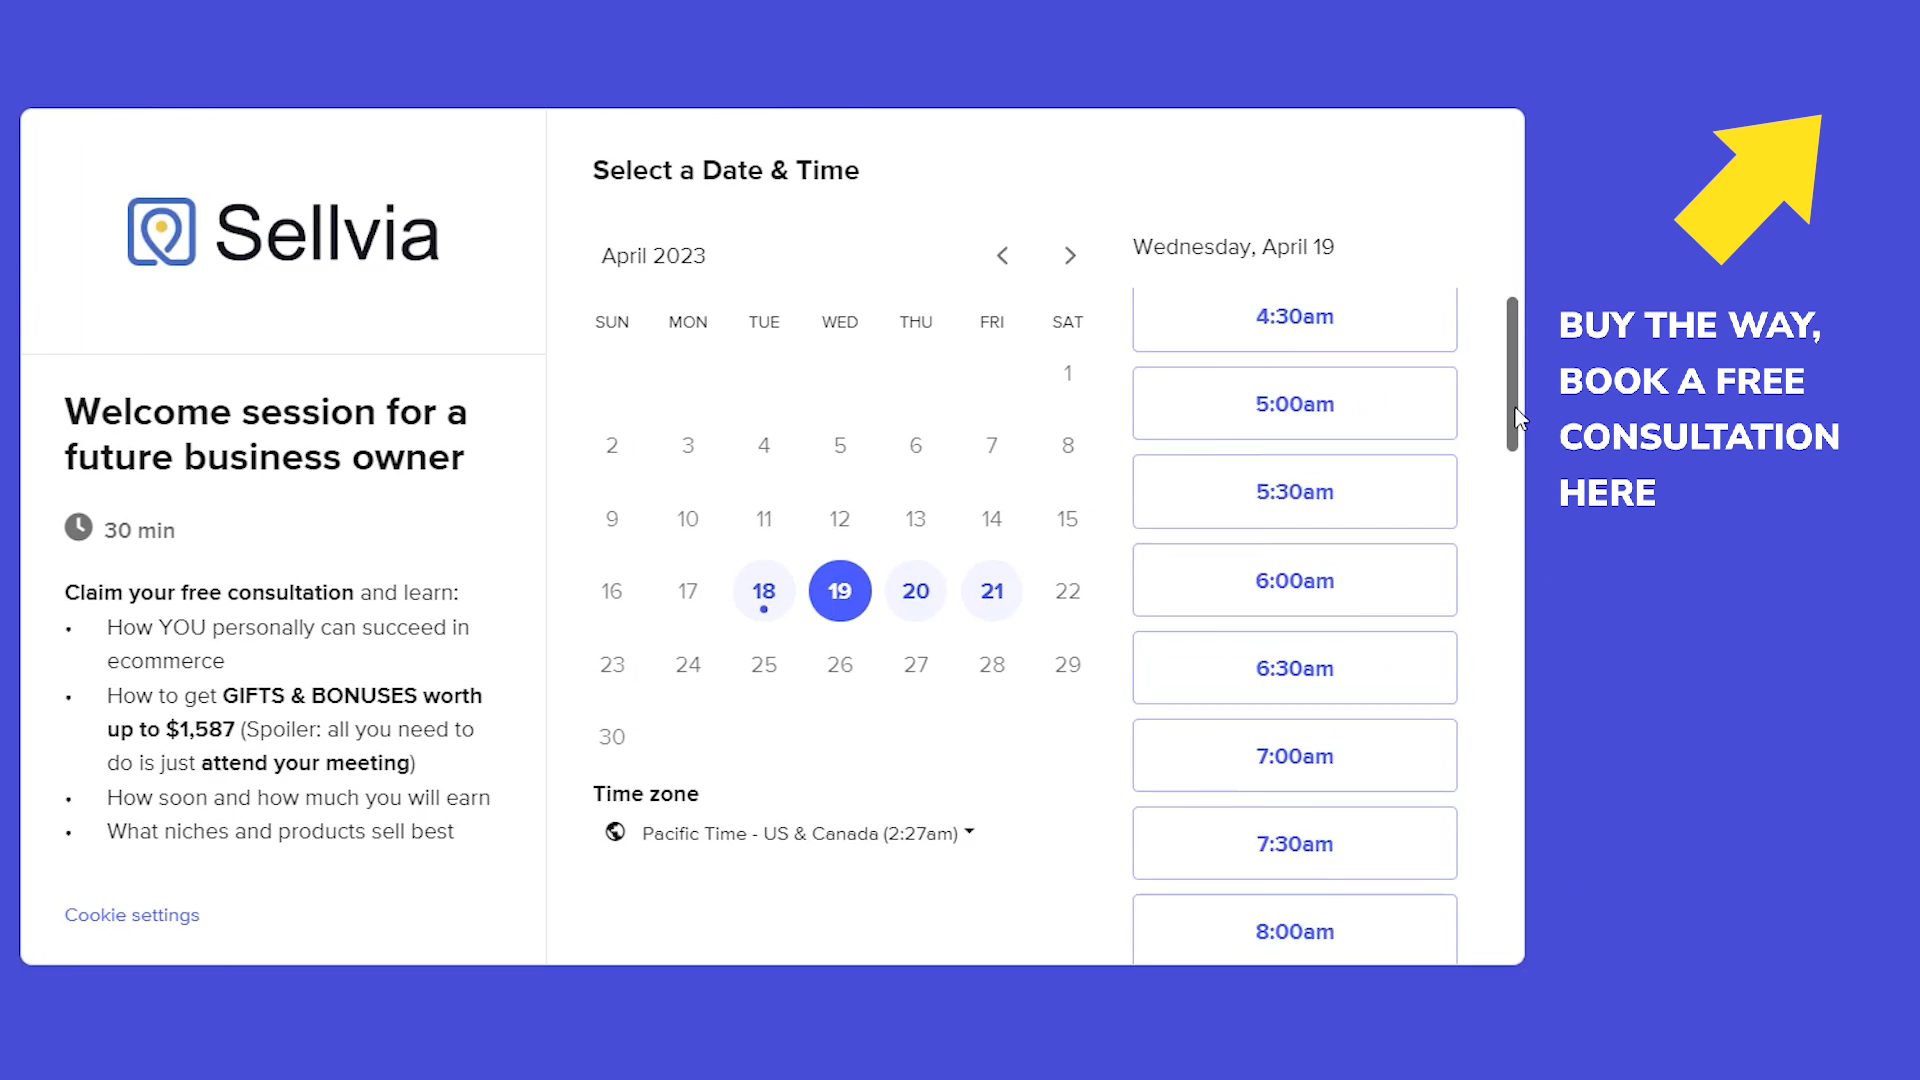 Sellvia
Welcome session for a
future business owner
30 min
Claim your free consultation and learn:
• How YOU personally can succeed in
ecommerce
• How to get GIFTS & BONUSES worth
up to $1,587 (Spoiler: all you need to
do is just attend your meeting)
• How soon and how much you will earn
• What niches and products sell best
Cookie settings
Select a Date & Time
April 2023
SUN MON TUE WED THU FRI SAT
1
2 3 4 5 6 7 8
9 10 11 12 13 14 15
16 17 18 19 20 21 22
23 24 25 26 27 28 29
30
Time zone
Pacific Time - US & Canada (2:27am)
Wednesday, April 19
4:30am
5:00am
5:30am
6:00am
6:30am
7:00am
7:30am
8:00am
BUY THE WAY,
BOOK A FREE
CONSULTATION
HERE